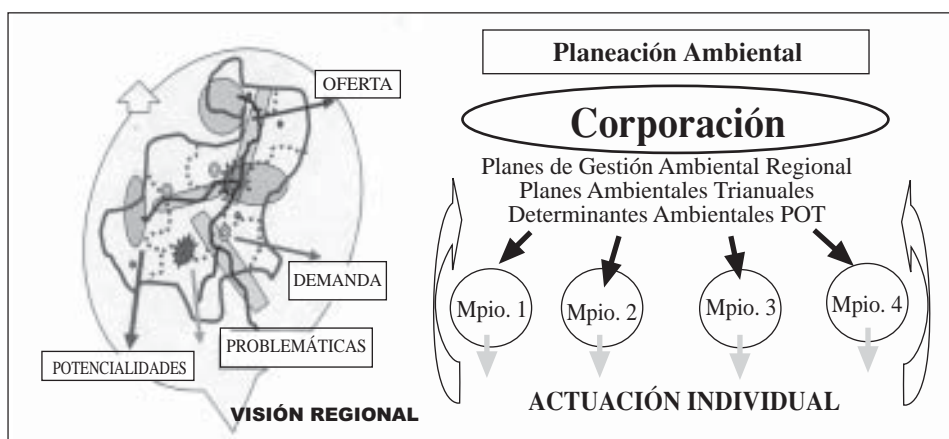 OFERTA
DEMANDA
PROBLEMÁTICAS
POTENCIALIDADES
VISIÓN REGIONAL
Planeación Ambiental
Corporación
Planes de Gestión Ambiental Regional
Planes Ambientales Trianuales
Determinantes Ambientales POT
Mpio. 1
Mpio. 2
Mpio. 3
Mpio. 4
ACTUACIÓN INDIVIDUAL